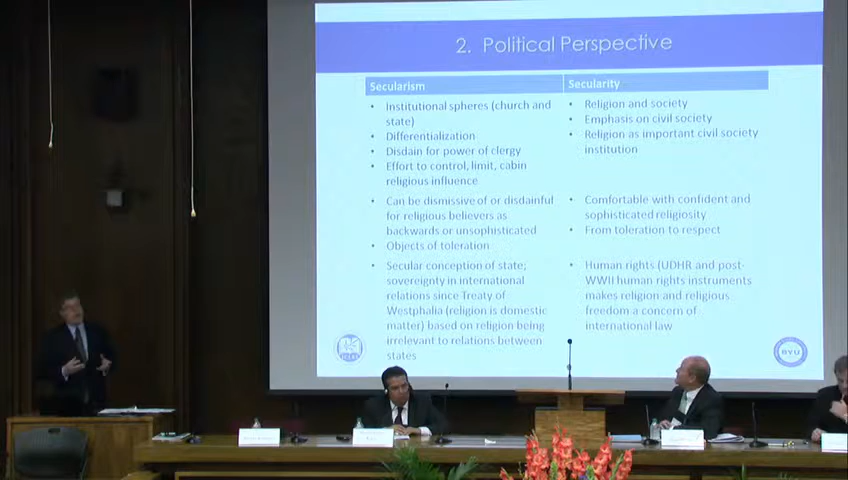 2. Political Perspective
Secularism
Secularity
• Institutional spheres (church and
state)
• Differentialization
• Disdain for power of clergy
• Effort to control, limit, cabin
religious influence
• Religion and society
• Emphasis on civil society
• Religion as important civil society
institution
• Can be dismissive of or disdainful
for religious believers as
backwards or unsophisticated
• Objects of toleration
• Comfortable with confident and
sophisticated religiosity
• From toleration to respect
• Secular conception of state;
sovereignty in international
relations since Treaty of
Westphalia (religion is domestic
matter) based on religion being
irrelevant to relations between
states
• Human rights (UDHR and post-
WWII human rights instruments
makes religion and religious
freedom a concern of
international law
BYU